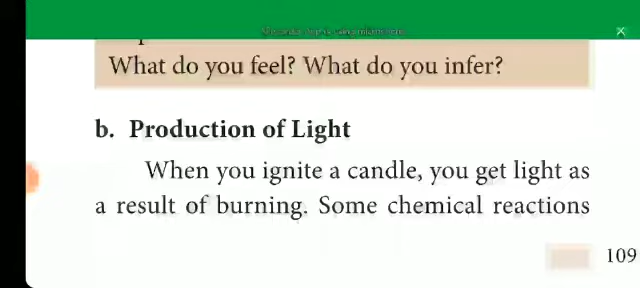 What do you feel? What do you infer?
b. Production of Light
When you ignite a candle, you get light as
a result of burning. Some chemical reactions
109